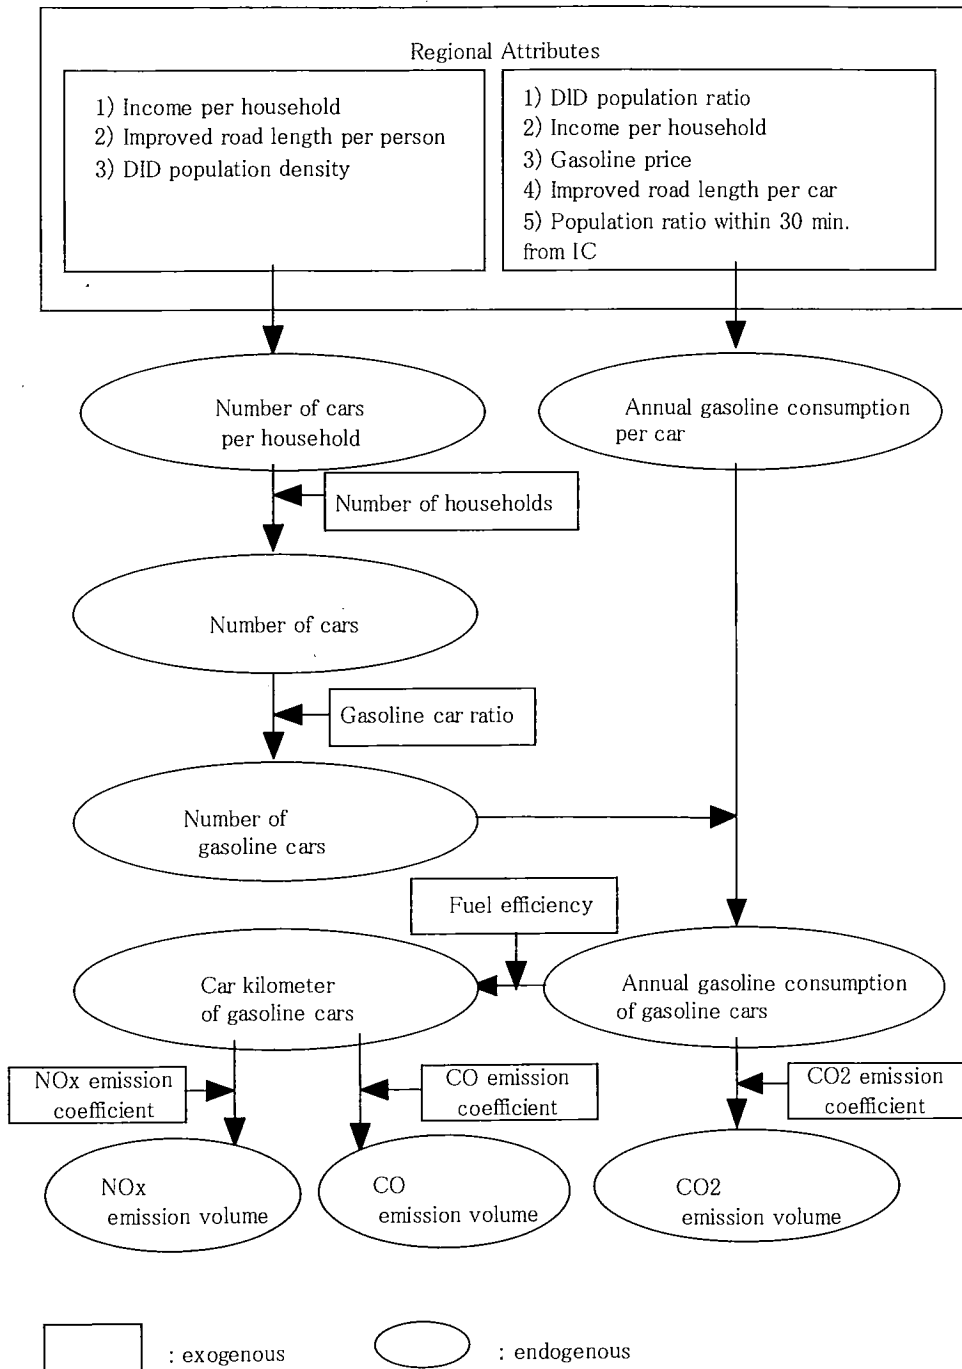 Regional Attributes
1) Income per household
2) Improved road length per person
3) DID population density
1) DID population ratio
2) Income per household
3) Gasoline price
4) Improved road length per car
5) Population ratio within 30 min.
from IC
Number of cars
per household
Annual gasoline consumption
per car
Number of households
Number of cars
Gasoline car ratio
Number of
gasoline cars
Fuel efficiency
Car kilometer
of gasoline cars
Annual gasoline consumption
of gasoline cars
NOx emission
coefficient
CO emission
coefficient
CO2 emission
coefficient
NOx
emission volume
CO
emission volume
CO2
emission volume
: exogenous
: endogenous